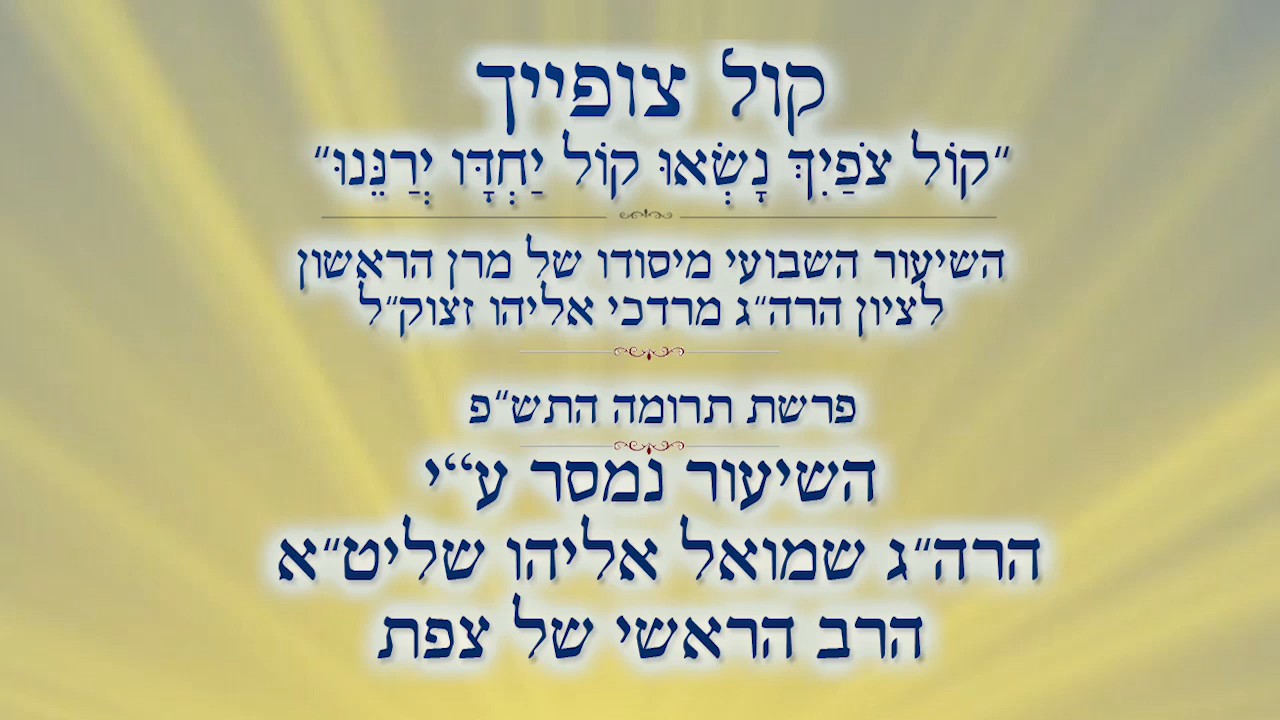 קול צופייך
"קוֹל צֹפַיִךְ נָשְׂאוּ קוֹל יַחְדָּו יְרַנֵּנוּ"
השיעור השבועי מיסודו של מרן הראשון
לציון הרה"ג מרדכי אליהו זצוק"ל
פרשת תרומה התש"פ
השיעור נמסר ע"י
הרה"ג שמואל אליהו שליט"א
הרב הראשי של צפת